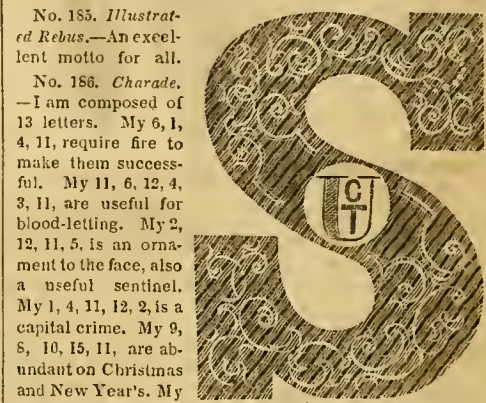 No. 185. Illustrat-
ed Rebus.—An excel-
lent motto for all.
No. 186. Charade.
—I am composed of
13 letters. My 6, 1,
4, 11, require fire to
make them success-
ful. My 11, 6, 12, 4,
3, 11, are useful for
blood-letting. My 2,
12, 11, 5, is an orna-
ment to the face, also
a useful sentinel.
My 1, 4, 11, 12, 2, is a
capital crime. My 9,
8, 10, 15, 11, are ab-
undant on Christmas
and New Year's. My
S
U
C
T